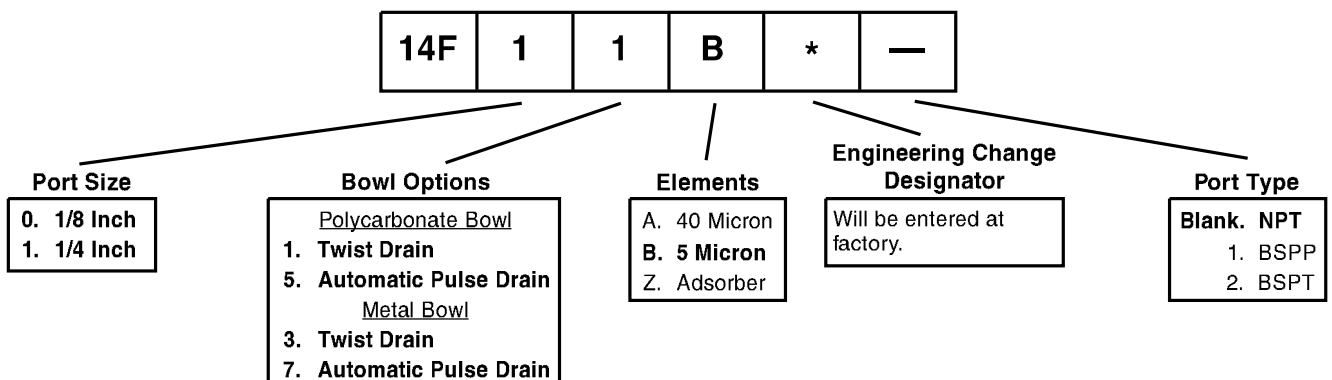 14F 1 1 B * —
Port Size
0. 1/8 Inch
1. 1/4 Inch
Bowl Options
Polycarbonate Bowl
1. Twist Drain
5. Automatic Pulse Drain
Metal Bowl
3. Twist Drain
7. Automatic Pulse Drain
Elements
A. 40 Micron
B. 5 Micron
Z. Adsorber
Engineering Change
Designator
Will be entered at
factory.
Port Type
Blank. NPT
1. BSPP
2. BSPT